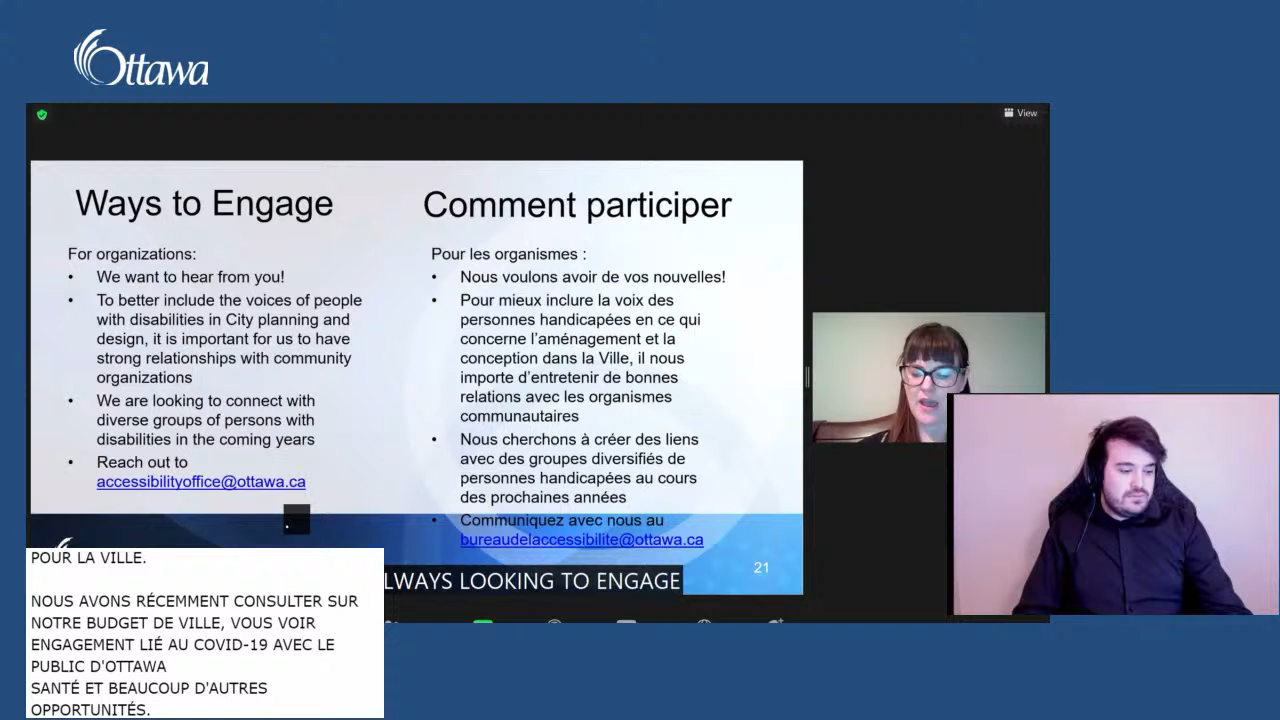 Ottawa
View
Ways to Engage
For organizations:
• We want to hear from you!
• To better include the voices of people
with disabilities in City planning and
design, it is important for us to have
strong relationships with community
organizations
• We are looking to connect with
diverse groups of persons with
disabilities in the coming years
• Reach out to
accessibilityoffice@ottawa.ca
Comment participer
Pour les organismes :
• Nous voulons avoir de vos nouvelles!
• Pour mieux inclure la voix des
personnes handicapées en ce qui
concerne l'aménagement et la
conception dans la Ville, il nous
importe d'entretenir de bonnes
relations avec les organismes
communautaires
• Nous cherchons à créer des liens
avec des groupes diversifiés de
personnes handicapées au cours
des prochaines années
• Communiquez avec nous au
bureaudelaccessibilite@ottawa.ca
21
.
LWAYS LOOKING TO ENGAGE
POUR LA VILLE.
NOUS AVONS RÉCEMMENT CONSULTER SUR
NOTRE BUDGET DE VILLE, VOUS VOIR
ENGAGEMENT LIÉ AU COVID-19 AVEC LE
PUBLIC D'OTTAWA
SANTÉ ET BEAUCOUP D'AUTRES
OPPORTUNITÉS.